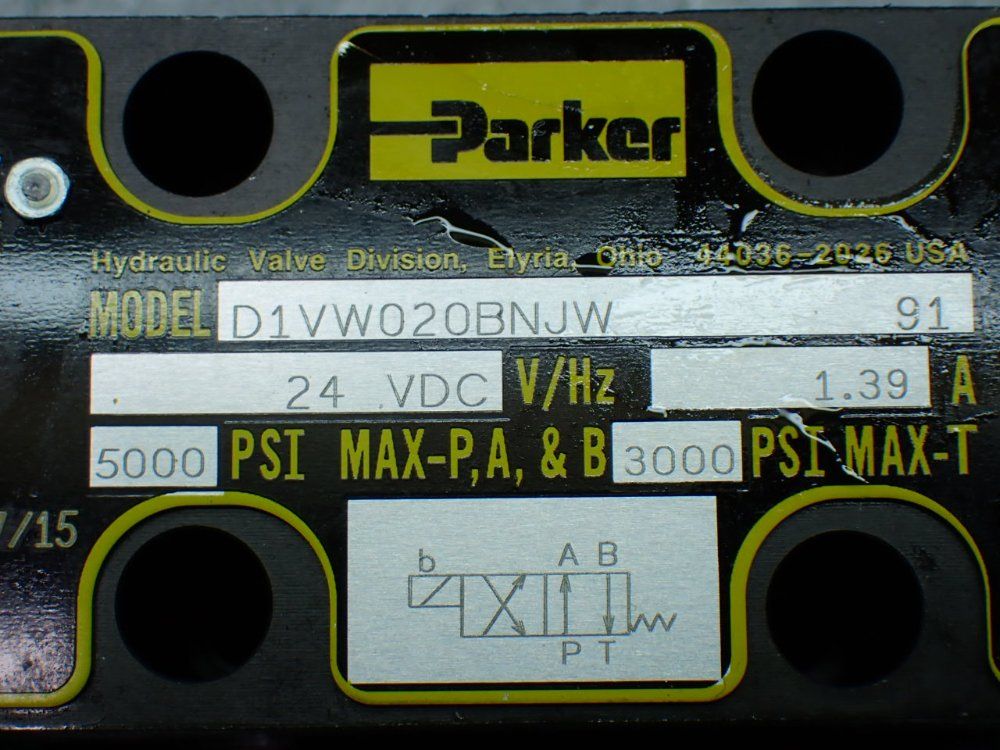 Parker
Hydraulic Valve Division, Elyria, Ohio 44036-2026 USA
MODEL D1VW020BNJW 91
24 VDC V/Hz 1.39 A
5000 PSI MAX-P,A, & B 3000 PSI MAX-T
/15
b A B
P T